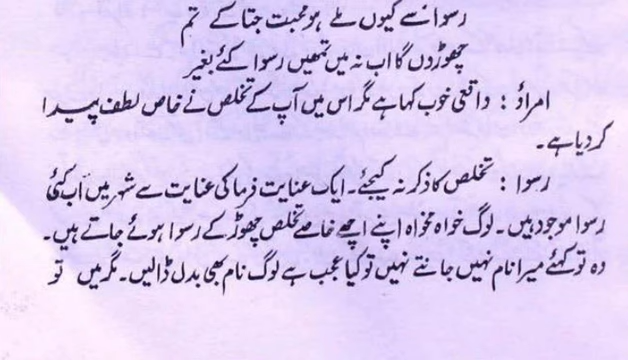 رسوا سے کیوں ملے ہو محبت جتا کے تم
چھوڑوں گا اب نہ میں تمھیں رسوا کئے بغیر
امراؤ : واقعی خوب کہا ہے مگر اس میں آپ کے تخلص نے خاص لطف پیدا
کر دیا ہے۔
رسوا : تخلص کا ذکر نہ کیجئے۔ ایک عنایت فرما کی عنایت سے شہر میں اب کئی
رسوا موجود ہیں۔ لوگ خواہ مخواہ اپنے اچھے خاصے تخلص چھوڑ کے رسوا ہوئے جاتے ہیں۔
وہ تو کہئے میرا نام نہیں جانتے نہیں تو کیا عجب ہے لوگ نام بھی بدل ڈالیں۔ مگر میں تو